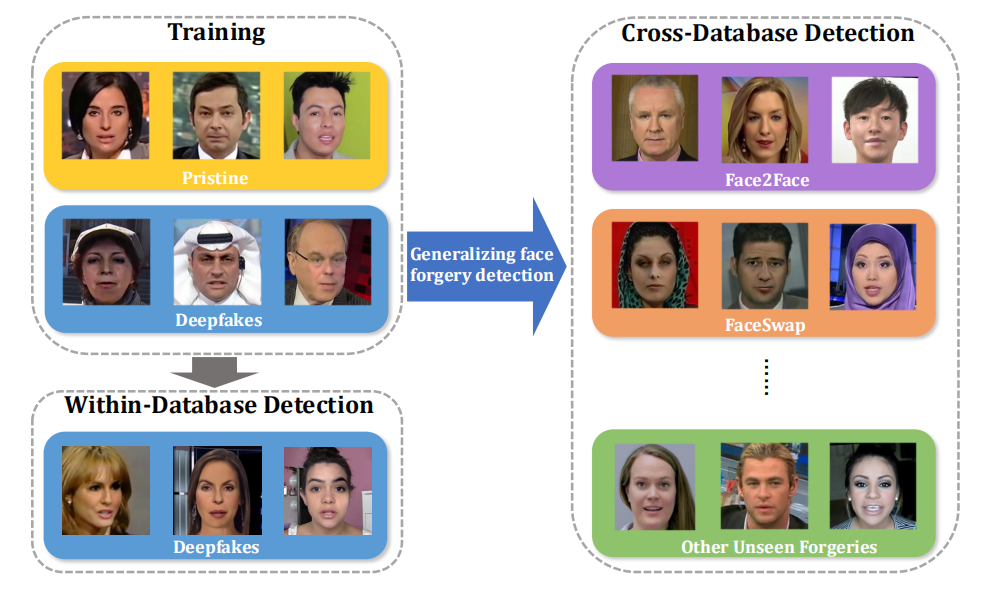 Training
Pristine
Deepfakes
Within-Database Detection
Deepfakes
Generalizing face
forgery detection
Cross-Database Detection
Face2Face
FaceSwap
Other Unseen Forgeries